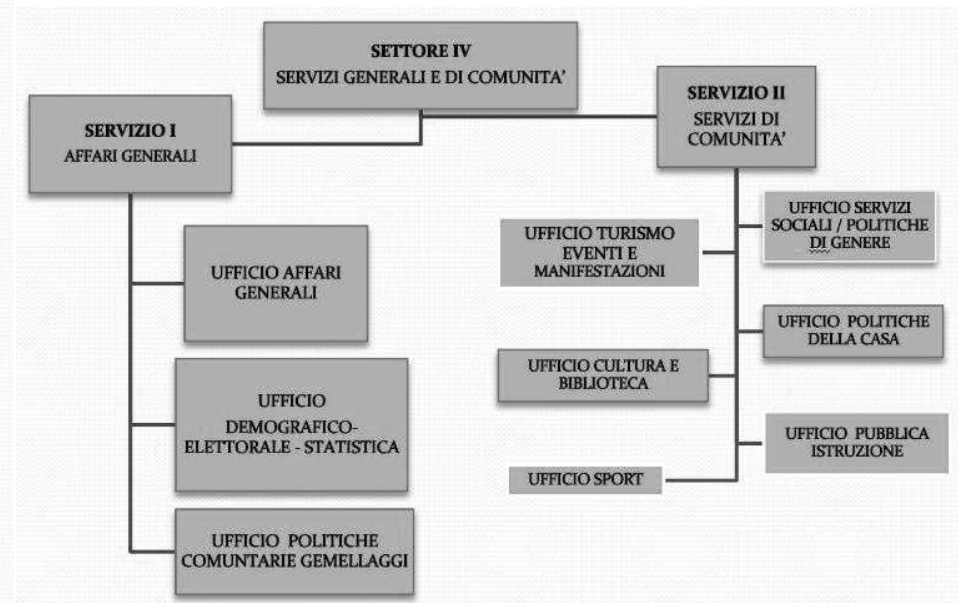 SETTORE IV
SERVIZI GENERALI E DI COMUNITA'
SERVIZIO I
AFFARI GENERALI
SERVIZIO II
SERVIZI DI
COMUNITA'
UFFICIO AFFARI
GENERALI
UFFICIO
DEMOGRAFICO-
ELETTORALE - STATISTICA
UFFICIO POLITICHE
COMUNTARIE GEMELLAGGI
UFFICIO TURISMO
EVENTI E
MANIFESTAZIONI
UFFICIO CULTURA E
BIBLIOTECA
UFFICIO SPORT
UFFICIO SERVIZI
SOCIALI / POLITICHE
DI GENERE
UFFICIO POLITICHE
DELLA CASA
UFFICIO PUBBLICA
ISTRUZIONE